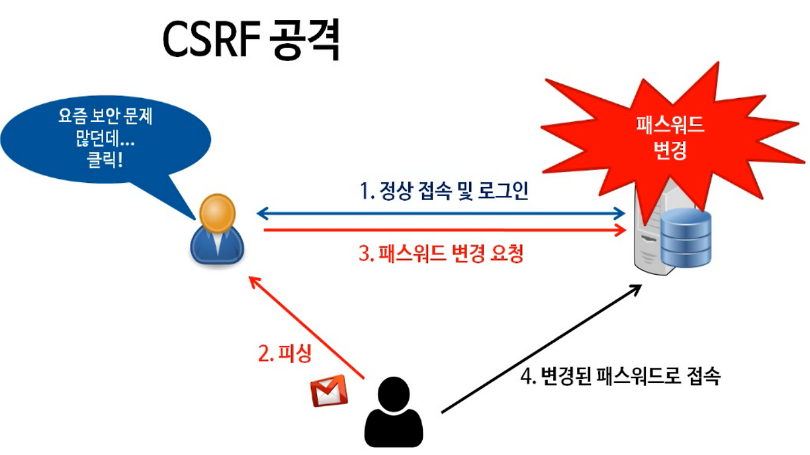 CSRF 공격
요즘 보안 문제
많던데...
클릭!
패스워드
변경
1. 정상 접속 및 로그인
3. 패스워드 변경 요청
2. 피싱
4. 변경된 패스워드로 접속